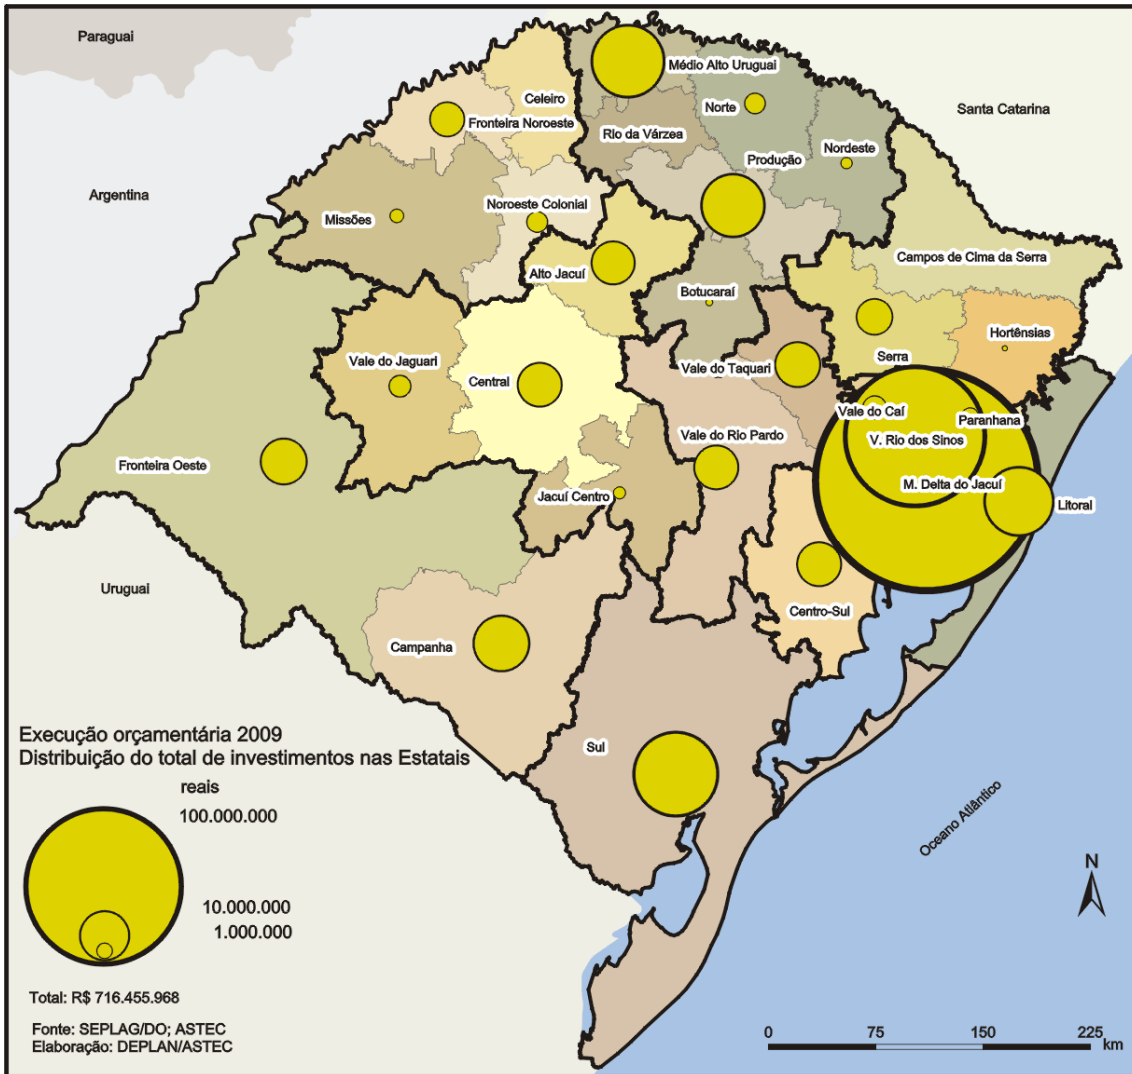 Paraguai
Médio Alto Uruguai
Celeiro
Norte
Santa Catarina
Fronteira Noroeste
Rio da Várzea
Nordeste
Produção
Argentina
Noroeste Colonial
Missões
Campos de Cima da Serra
Alto Jacuí
Botucaraí
Hortênsias
Serra
Vale do Jaguari
Vale do Taquari
Central
Vale do Caí
Paranhana
Vale do Rio Pardo
V. Rio dos Sinos
Fronteira Oeste
M. Delta do Jacuí
Jacuí Centro
Litoral
Uruguai
Centro-Sul
Campanha
Sul
Oceano Atlântico
Execução orçamentária 2009
Distribuição do total de investimentos nas Estatais
reais
100.000.000
10.000.000
1.000.000
Total: R$ 716.455.968
Fonte: SEPLAG/DO; ASTEC
Elaboração: DEPLAN/ASTEC
N
0 75 150 225
km